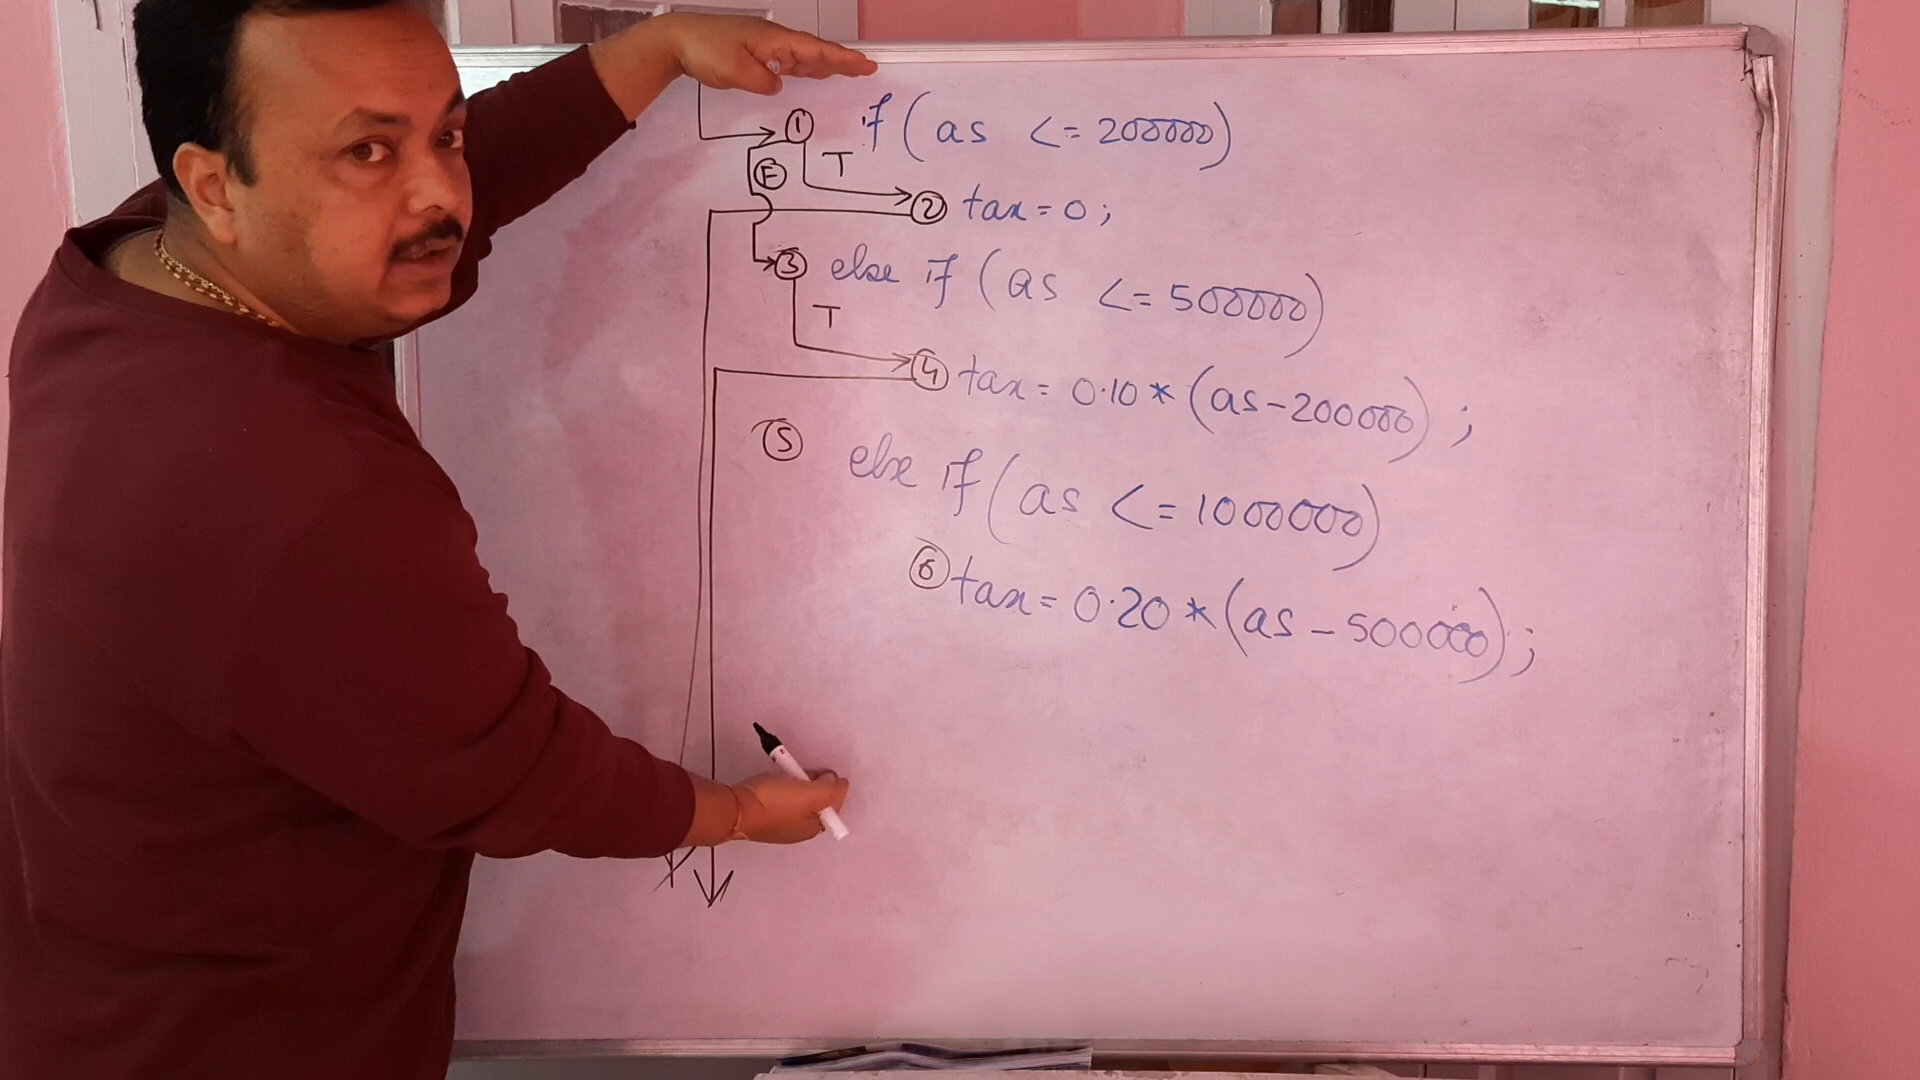 ① if (as <= 200000)
Ⓕ T
② tax = 0;
③ else if (as <= 500000)
T
④ tax = 0.10 * (as - 200000);
⑤ else if (as <= 1000000)
⑥ tax = 0.20 * (as - 500000);